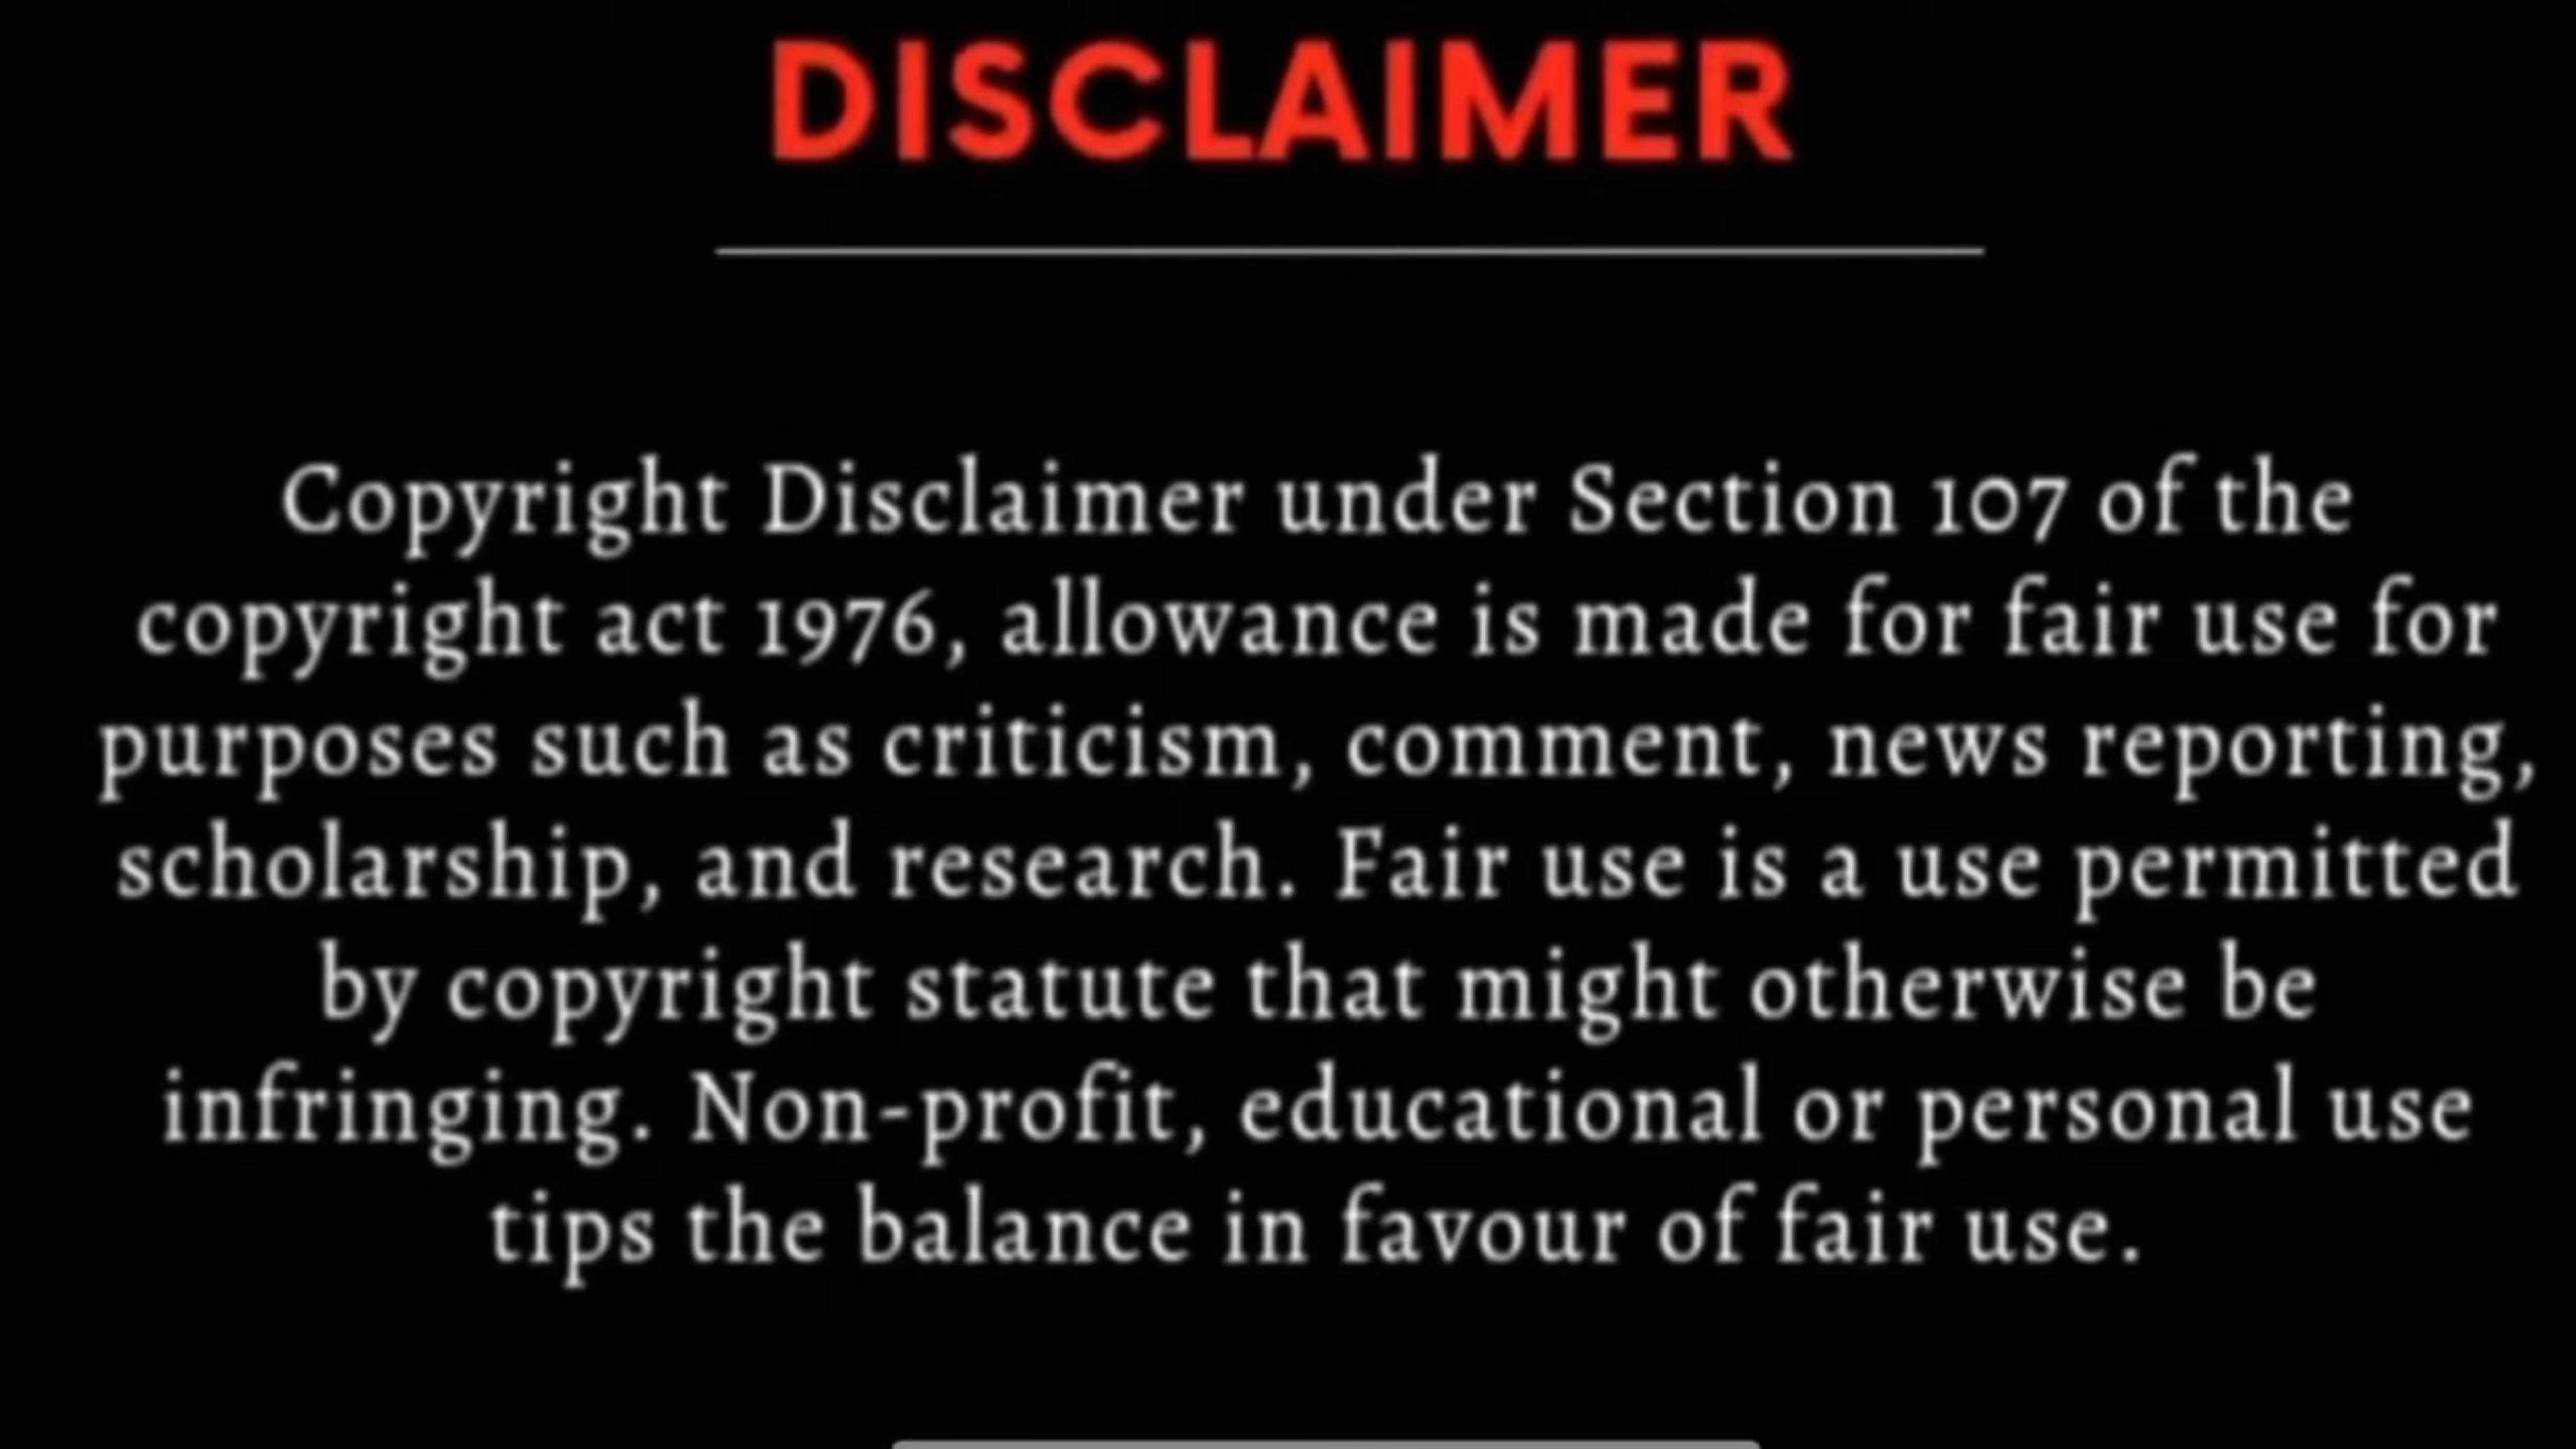 DISCLAIMER
Copyright Disclaimer under Section 107 of the
copyright act 1976, allowance is made for fair use for
purposes such as criticism, comment, news reporting,
scholarship, and research. Fair use is a use permitted
by copyright statute that might otherwise be
infringing. Non-profit, educational or personal use
tips the balance in favour of fair use.